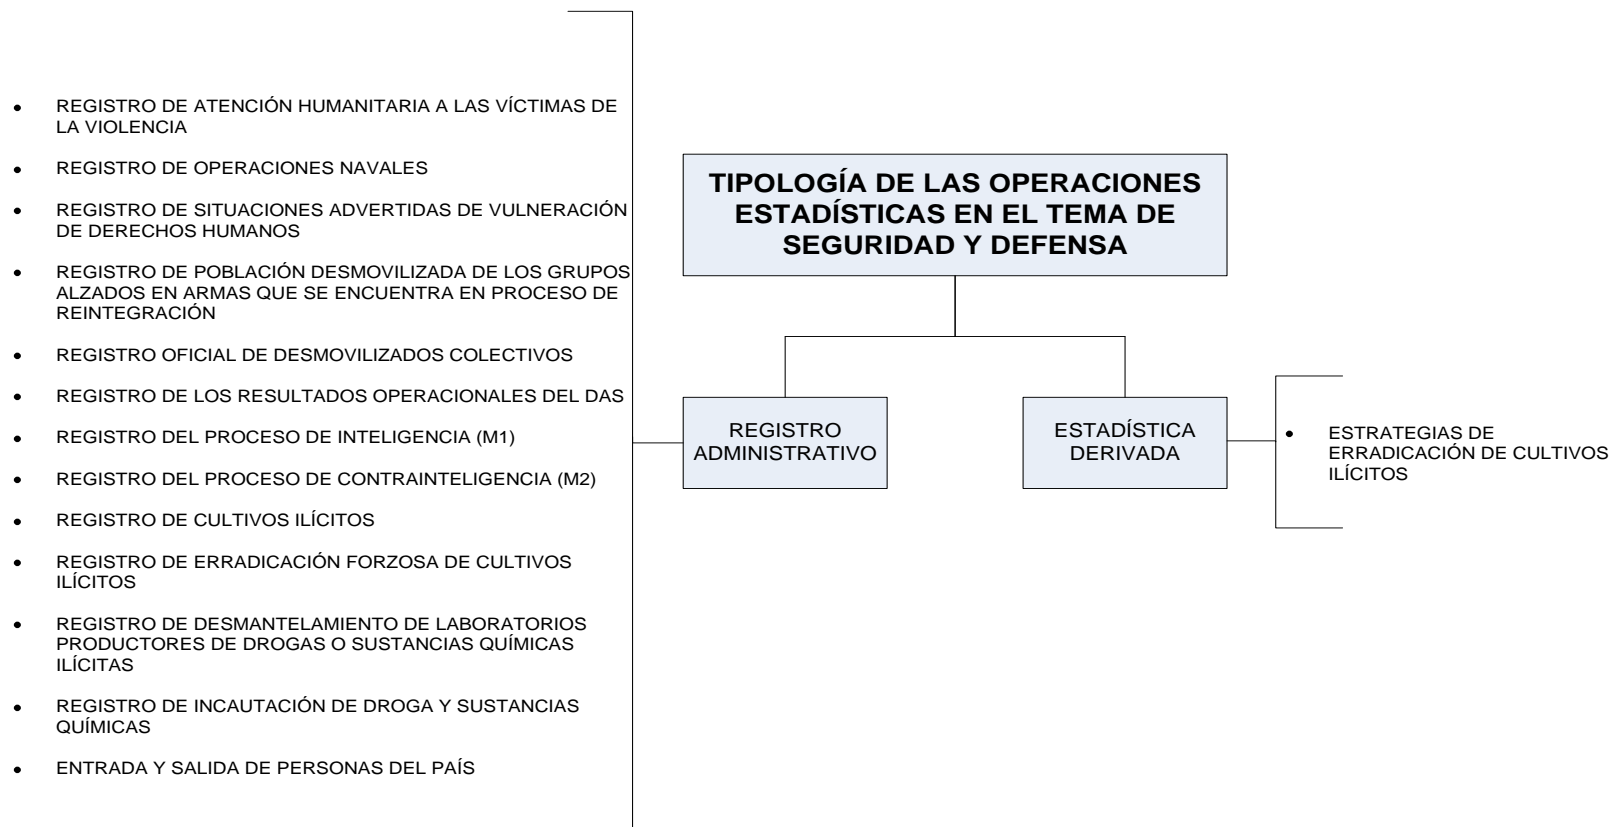 • REGISTRO DE ATENCIÓN HUMANITARIA A LAS VÍCTIMAS DE
LA VIOLENCIA
• REGISTRO DE OPERACIONES NAVALES
• REGISTRO DE SITUACIONES ADVERTIDAS DE VULNERACIÓN
DE DERECHOS HUMANOS
• REGISTRO DE POBLACIÓN DESMOVILIZADA DE LOS GRUPOS
ALZADOS EN ARMAS QUE SE ENCUENTRA EN PROCESO DE
REINTEGRACIÓN
• REGISTRO OFICIAL DE DESMOVILIZADOS COLECTIVOS
• REGISTRO DE LOS RESULTADOS OPERACIONALES DEL DAS
• REGISTRO DEL PROCESO DE INTELIGENCIA (M1)
• REGISTRO DEL PROCESO DE CONTRAINTELIGENCIA (M2)
• REGISTRO DE CULTIVOS ILÍCITOS
• REGISTRO DE ERRADICACIÓN FORZOSA DE CULTIVOS
ILÍCITOS
• REGISTRO DE DESMANTELAMIENTO DE LABORATORIOS
PRODUCTORES DE DROGAS O SUSTANCIAS QUÍMICAS
ILÍCITAS
• REGISTRO DE INCAUTACIÓN DE DROGA Y SUSTANCIAS
QUÍMICAS
• ENTRADA Y SALIDA DE PERSONAS DEL PAÍS
TIPOLOGÍA DE LAS OPERACIONES
ESTADÍSTICAS EN EL TEMA DE
SEGURIDAD Y DEFENSA
REGISTRO
ADMINISTRATIVO
ESTADÍSTICA
DERIVADA
• ESTRATEGIAS DE
ERRADICACIÓN DE CULTIVOS
ILÍCITOS